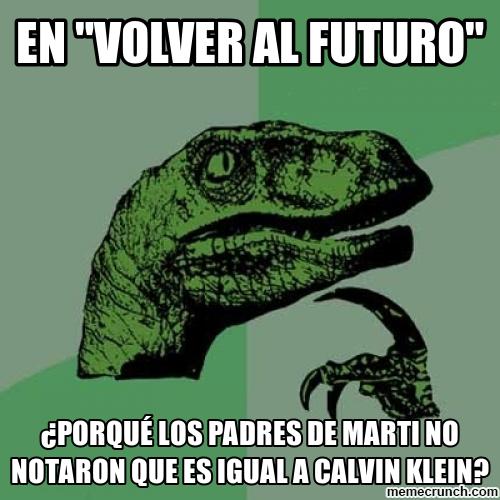 EN "VOLVER AL FUTURO"
¿PORQUÉ LOS PADRES DE MARTI NO
NOTARON QUE ES IGUAL A CALVIN KLEIN?
memecrunch.com